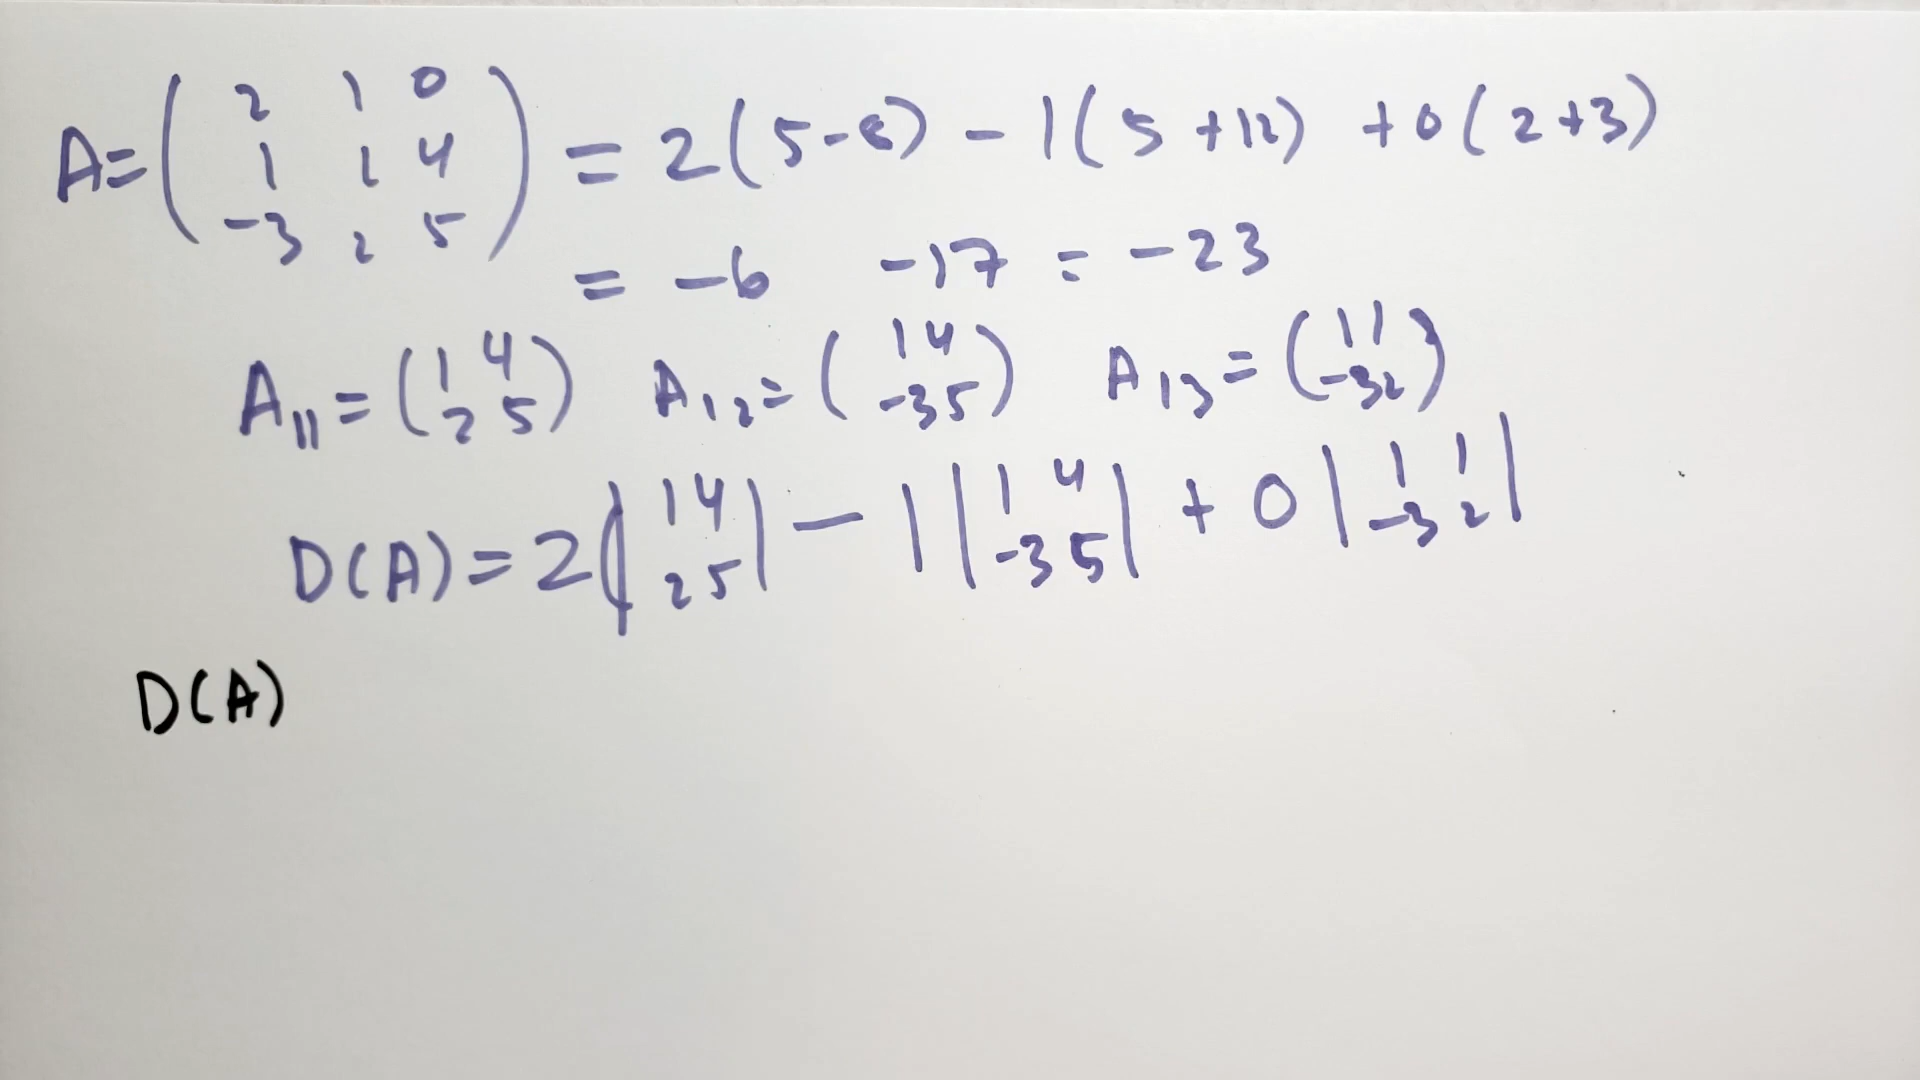 A = ( 2 1 0 ) = 2(5-8) - 1(5+12) + 0(2+3)
1 1 4
-3 2 5
= -6 -17 = -23
A₁₁ = (1 4 2 5) A₁₂ = (1 4 -3 5) A₁₃ = (1 1 -3 2)
D(A) = 2 |1 4 2 5| - 1 |1 4 -3 5| + 0 |1 1 -3 2|
D(A)